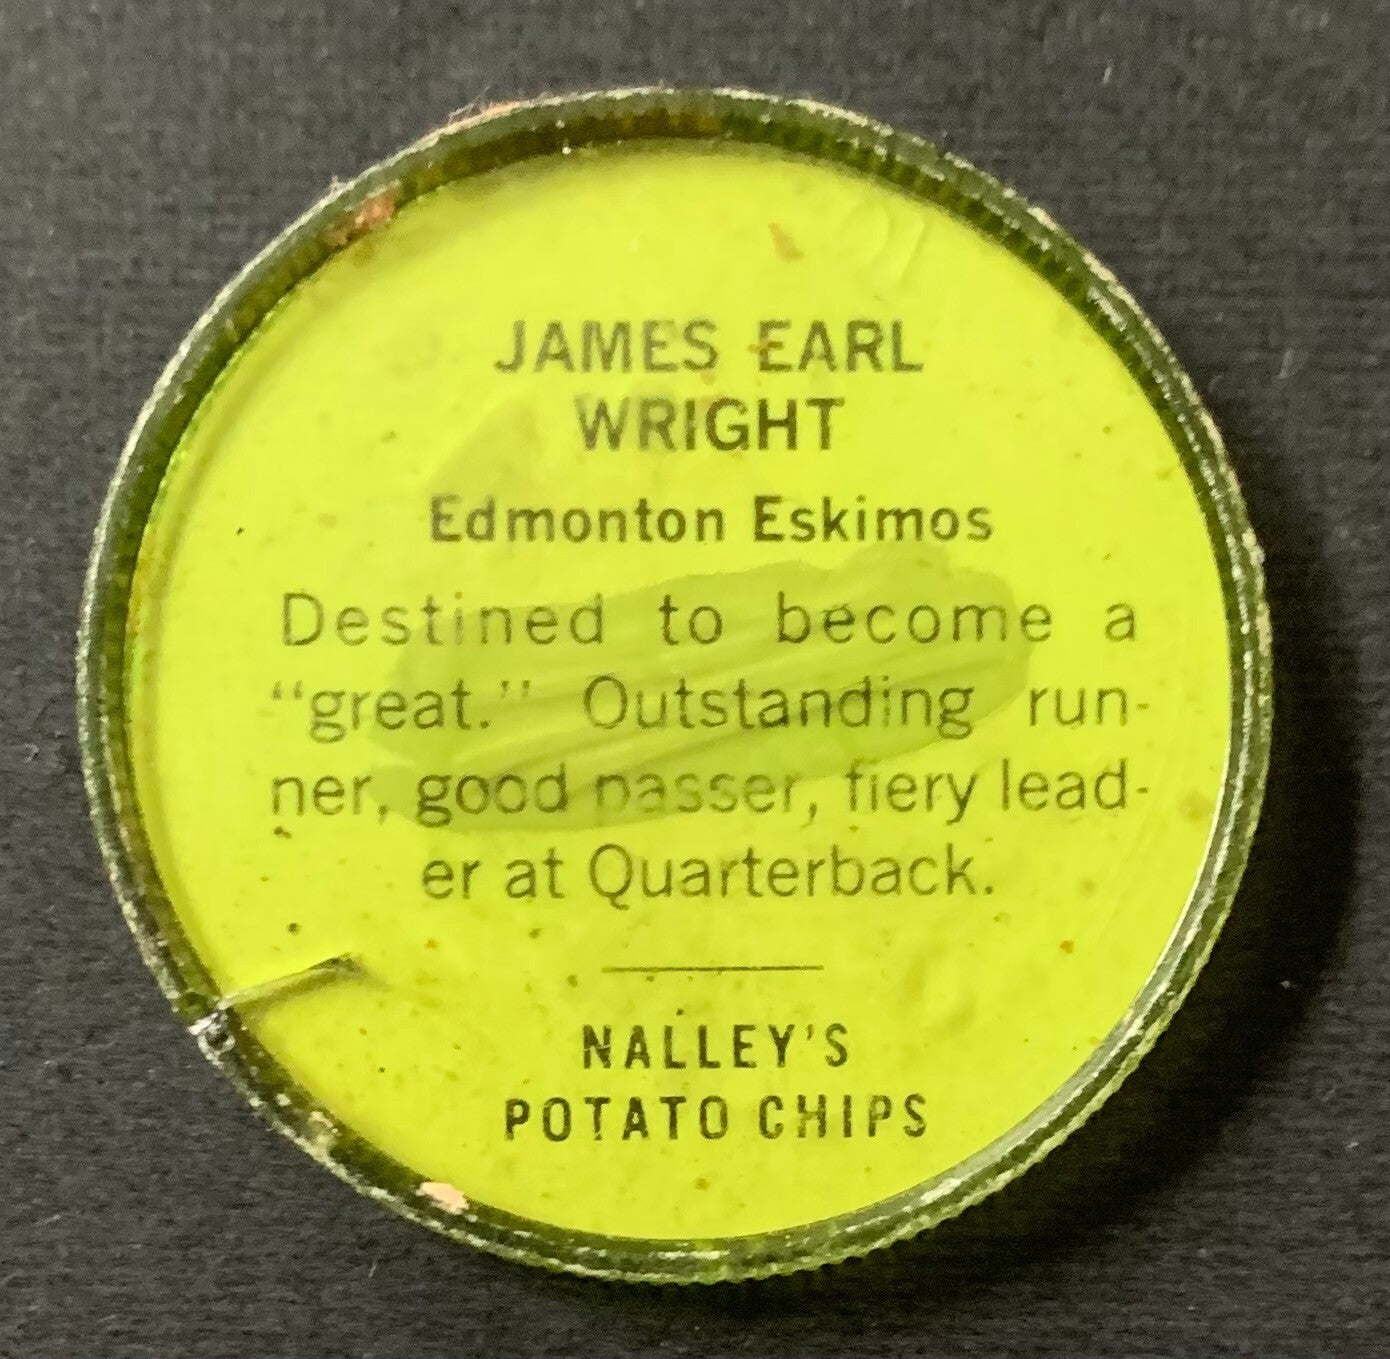 JAMES EARL
WRIGHT
Edmonton Eskimos
Destined to become a
“great.” Outstanding run-
ner, good passer, fiery lead-
er at Quarterback.
NALLEY'S
POTATO CHIPS